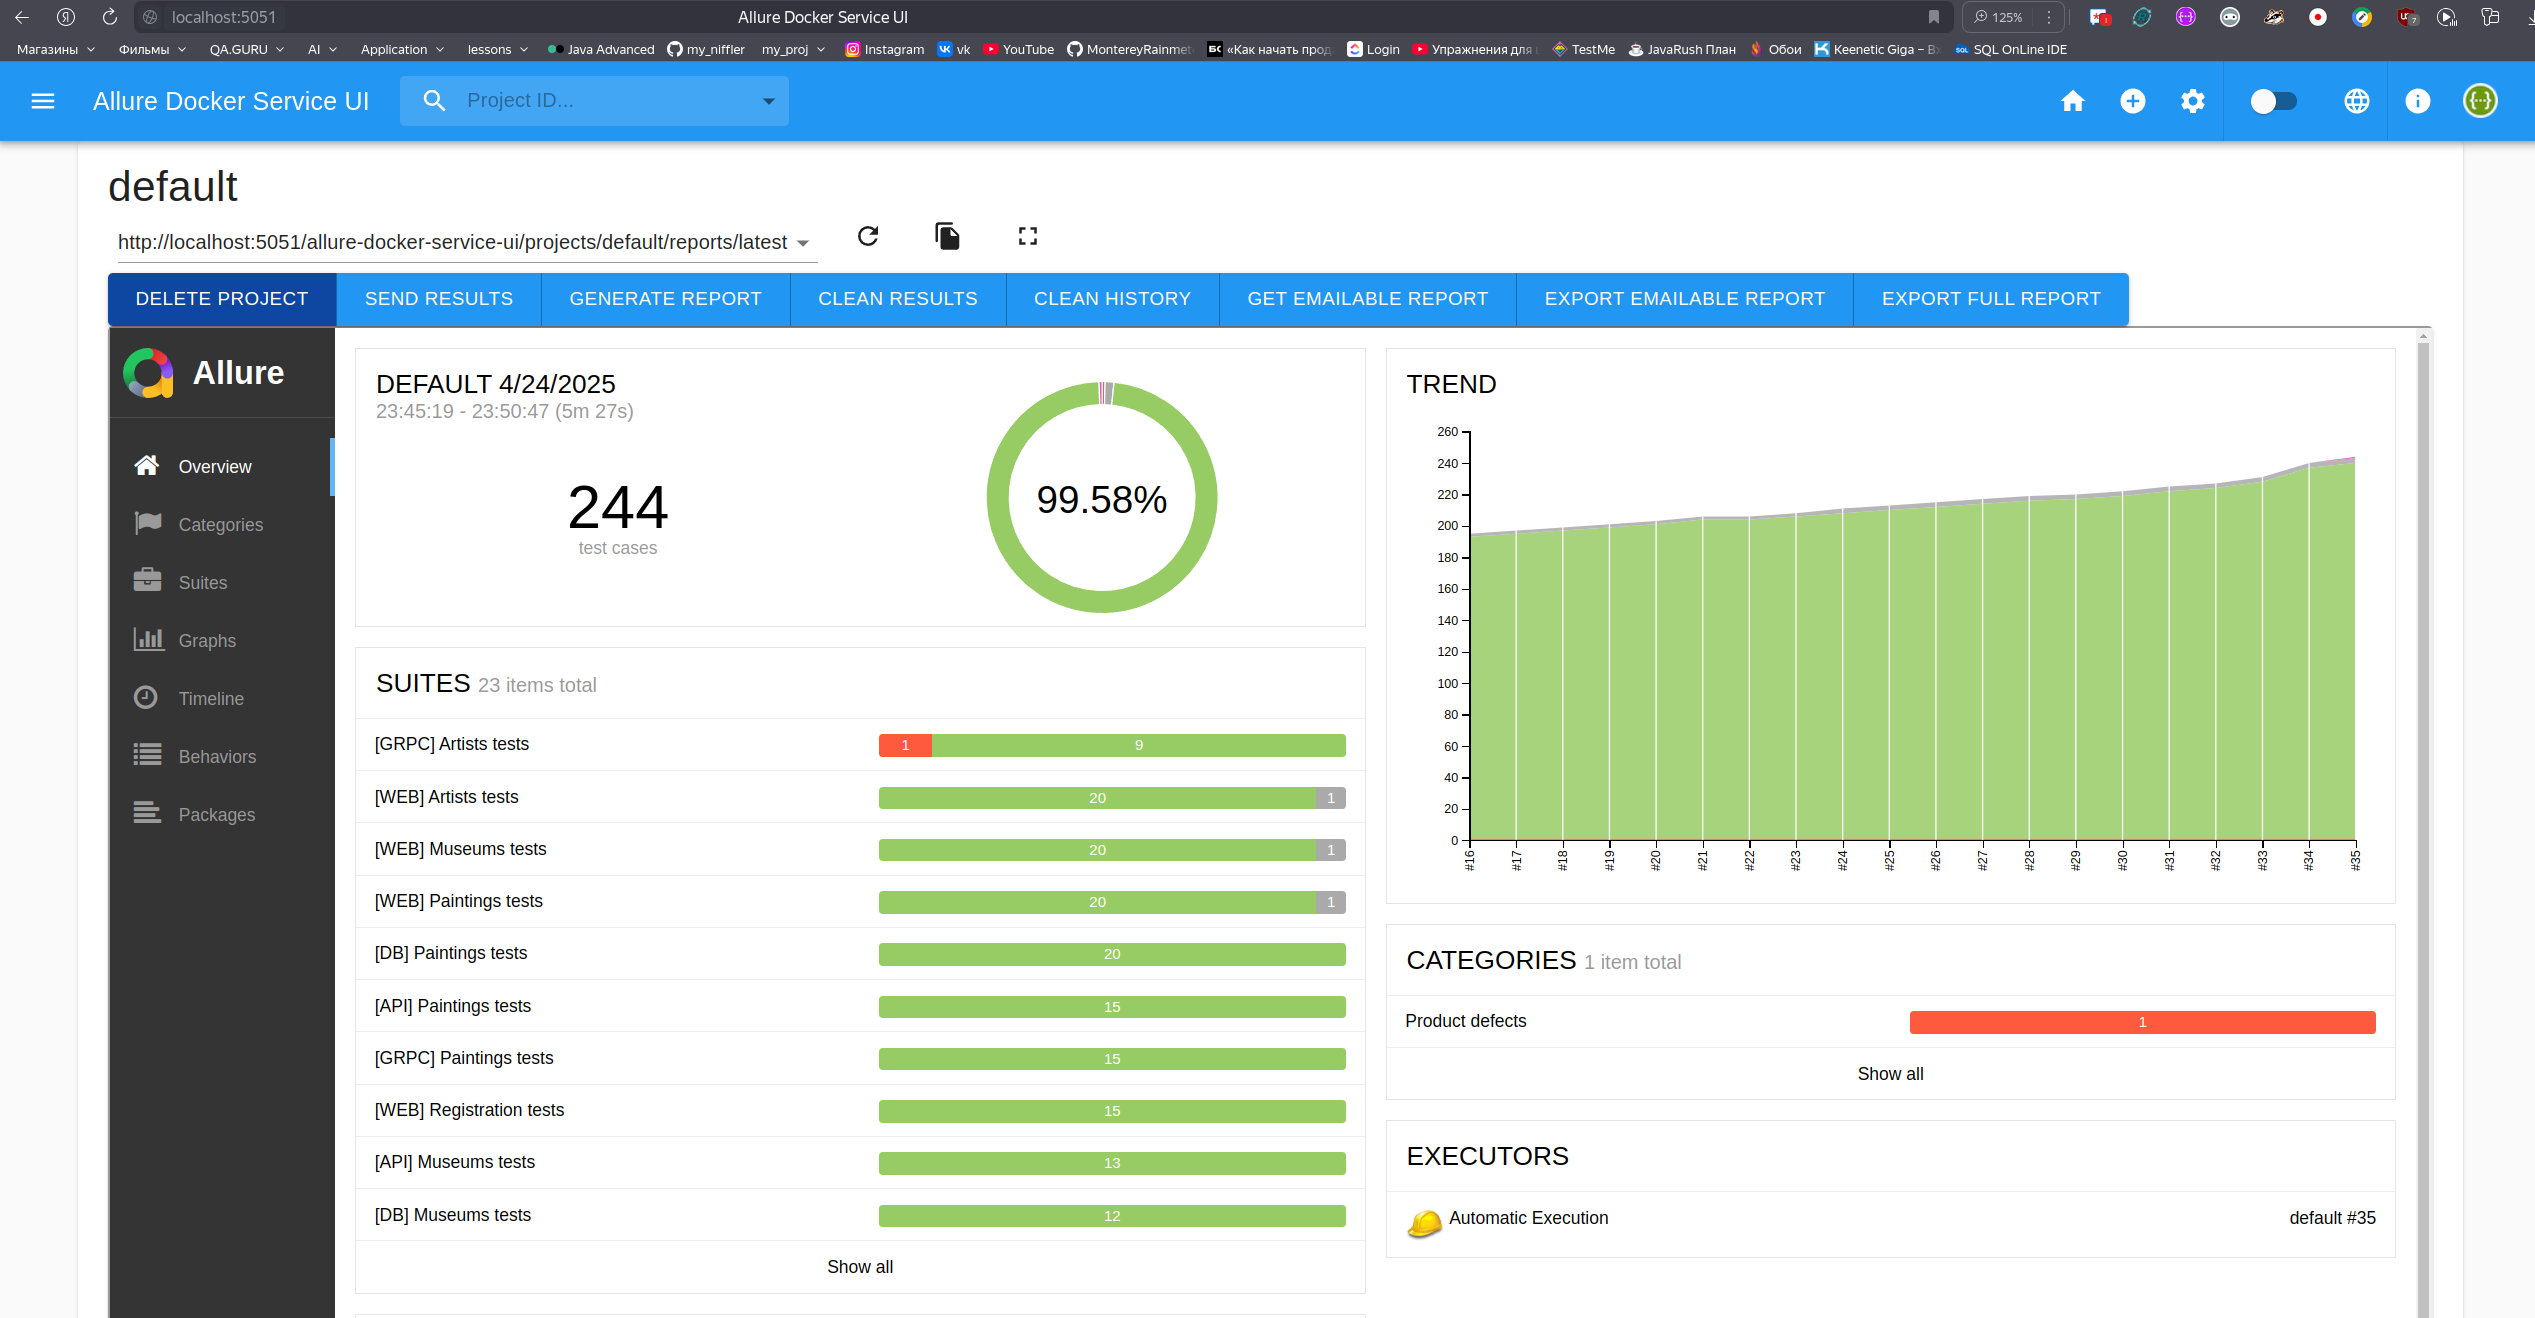 localhost:5051
Allure Docker Service UI
125%
Магазины
Фильмы
QA.GURU
AI
Application
lessons
Java Advanced
my_niffler
my_proj
Instagram
vk
YouTube
MontereyRainmet
«Как начать прод
Login
Упражнения для
TestMe
JavaRush План
Обои
Keenetic Giga – Вх
SQL OnLine IDE
Allure Docker Service UI
Project ID...
default
http://localhost:5051/allure-docker-service-ui/projects/default/reports/latest
DELETE PROJECT
SEND RESULTS
GENERATE REPORT
CLEAN RESULTS
CLEAN HISTORY
GET EMAILABLE REPORT
EXPORT EMAILABLE REPORT
EXPORT FULL REPORT
Allure
Overview
Categories
Suites
Graphs
Timeline
Behaviors
Packages
DEFAULT 4/24/2025
23:45:19 - 23:50:47 (5m 27s)
244
test cases
99.58%
SUITES 23 items total
[GRPC] Artists tests 1 9
[WEB] Artists tests 20 1
[WEB] Museums tests 20 1
[WEB] Paintings tests 20 1
[DB] Paintings tests 20
[API] Paintings tests 15
[GRPC] Paintings tests 15
[WEB] Registration tests 15
[API] Museums tests 13
[DB] Museums tests 12
Show all
TREND
260
240
220
200
180
160
140
120
100
80
60
40
20
0
#16 #17 #18 #19 #20 #21 #22 #23 #24 #25 #26 #27 #28 #29 #30 #31 #32 #33 #34 #35
CATEGORIES 1 item total
Product defects 1
Show all
EXECUTORS
Automatic Execution default #35